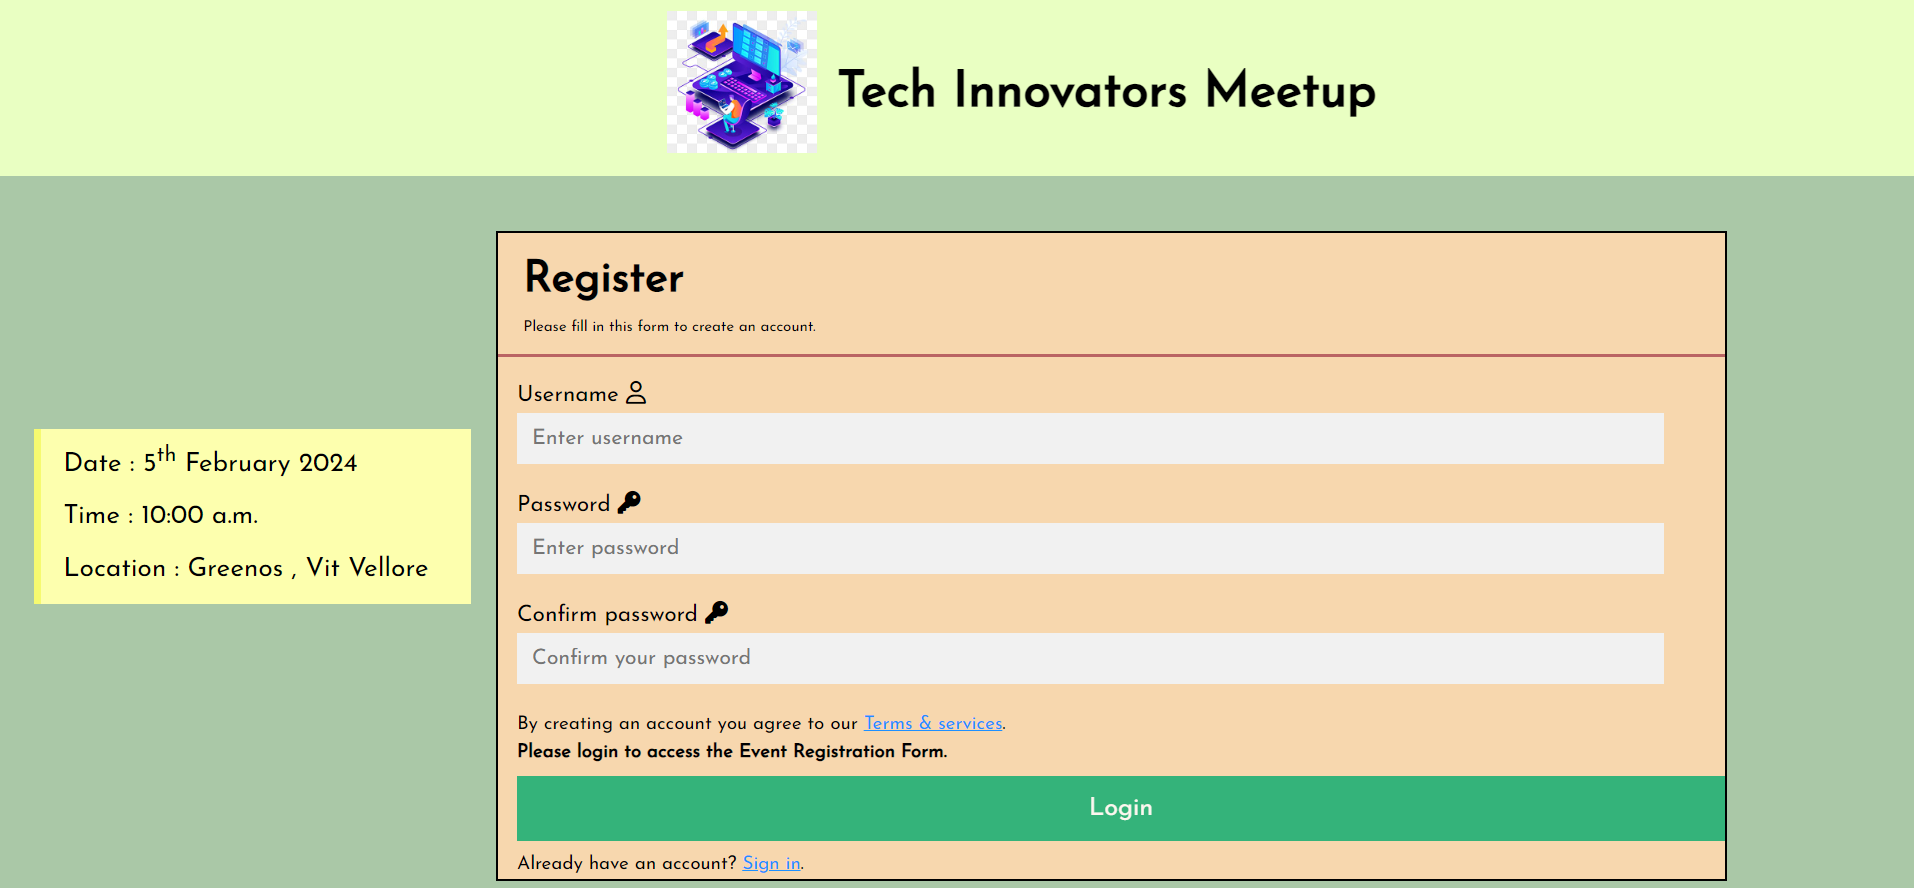 Tech Innovators Meetup
Date : 5th February 2024
Time : 10:00 a.m.
Location : Greenos , Vit Vellore
Register
Please fill in this form to create an account.
Username
Enter username
Password
Enter password
Confirm password
Confirm your password
By creating an account you agree to our Terms & services.
Please login to access the Event Registration Form.
Login
Already have an account? Sign in.